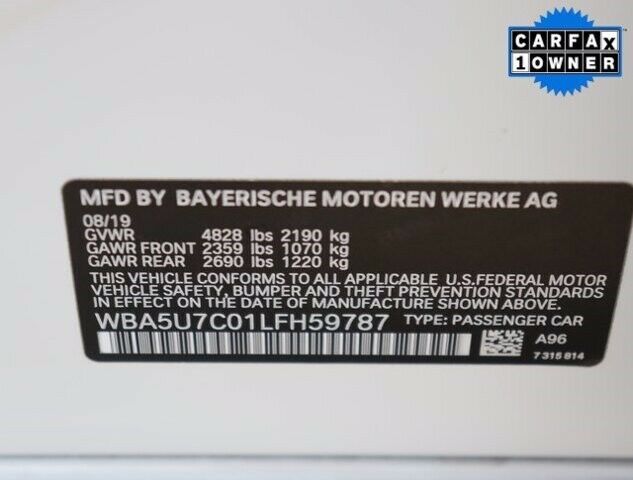 CARFAX
1 OWNER
MFD BY BAYERISCHE MOTOREN WERKE AG
08/19
GVWR 4828 lbs 2190 kg
GAWR FRONT 2359 lbs 1070 kg
GAWR REAR 2690 lbs 1220 kg
THIS VEHICLE CONFORMS TO ALL APPLICABLE U.S.FEDERAL MOTOR
VEHICLE SAFETY, BUMPER AND THEFT PREVENTION STANDARDS
IN EFFECT ON THE DATE OF MANUFACTURE SHOWN ABOVE.
WBA5U7C01LFH59787 TYPE: PASSENGER CAR
A96
7 315 814